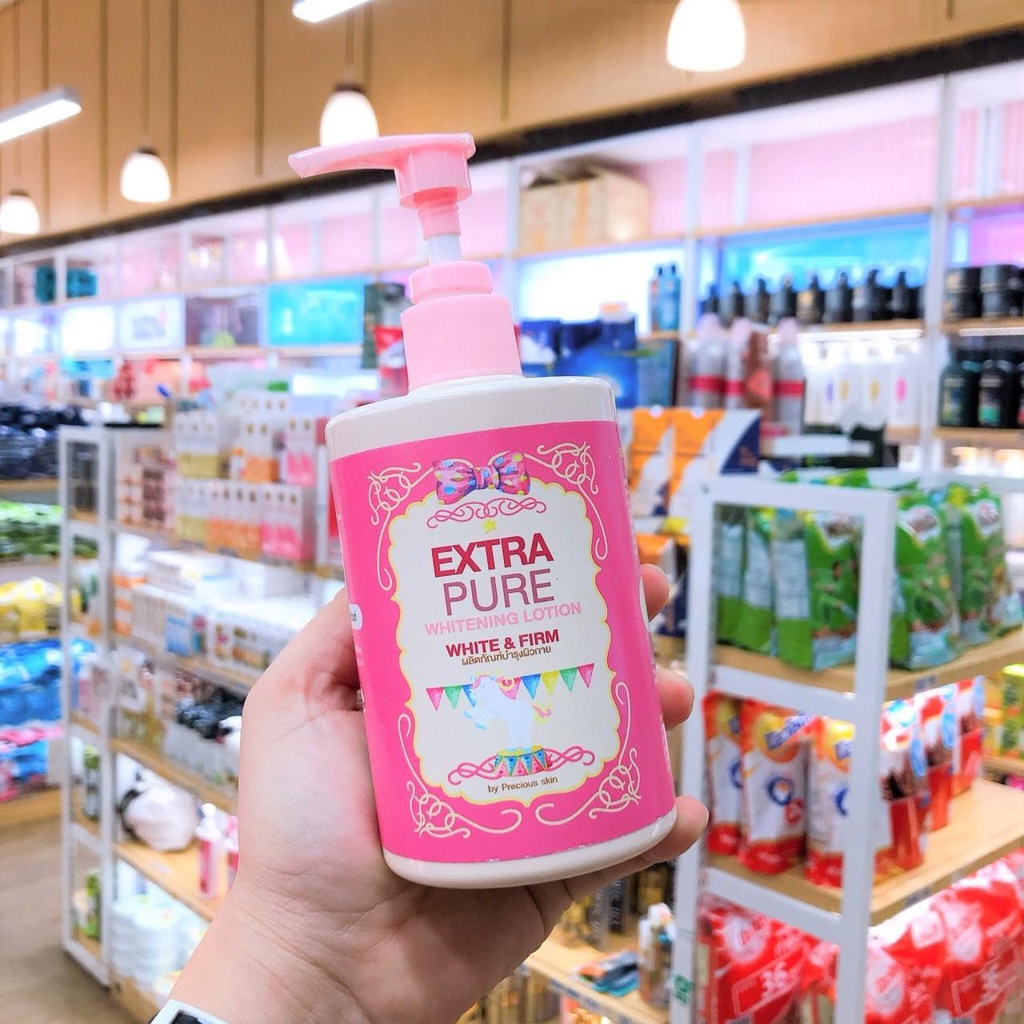 EXTRA
PURE
WHITENING LOTION
WHITE & FIRM
ผลิตภัณฑ์บำรุงผิวกาย
by Precious skin